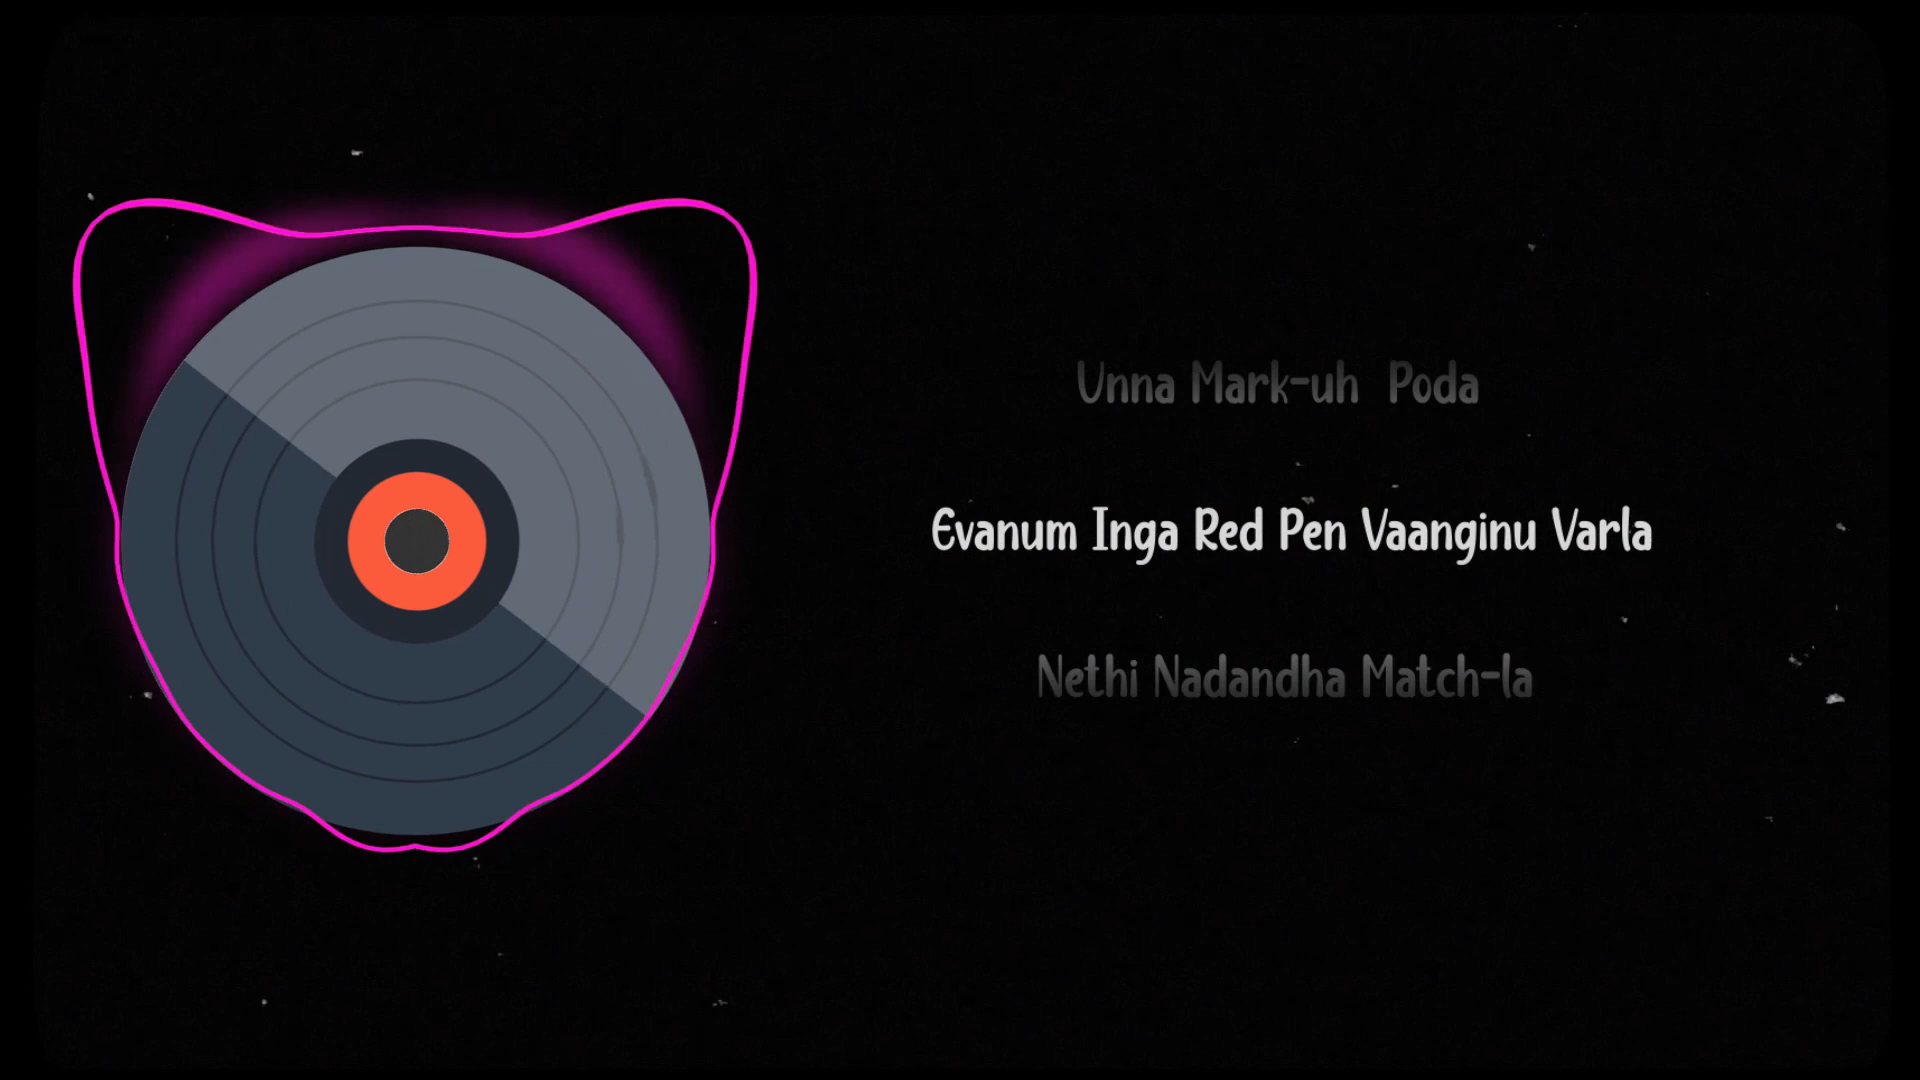 Unna Mark-uh Poda
Evanum Inga Red Pen Vaanginu Varla
Nethi Nadandha Match-la